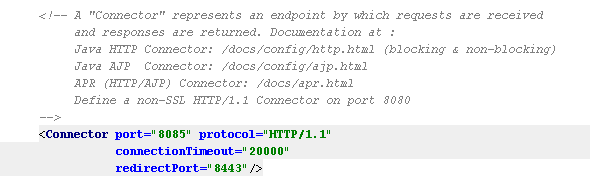 <!-- A "Connector" represents an endpoint by which requests are received
and responses are returned. Documentation at :
Java HTTP Connector: /docs/config/http.html (blocking & non-blocking)
Java AJP  Connector: /docs/config/ajp.html
APR (HTTP/AJP) Connector: /docs/apr.html
Define a non-SSL HTTP/1.1 Connector on port 8080
-->
<Connector port="8085" protocol="HTTP/1.1"
connectionTimeout="20000"
redirectPort="8443"/>